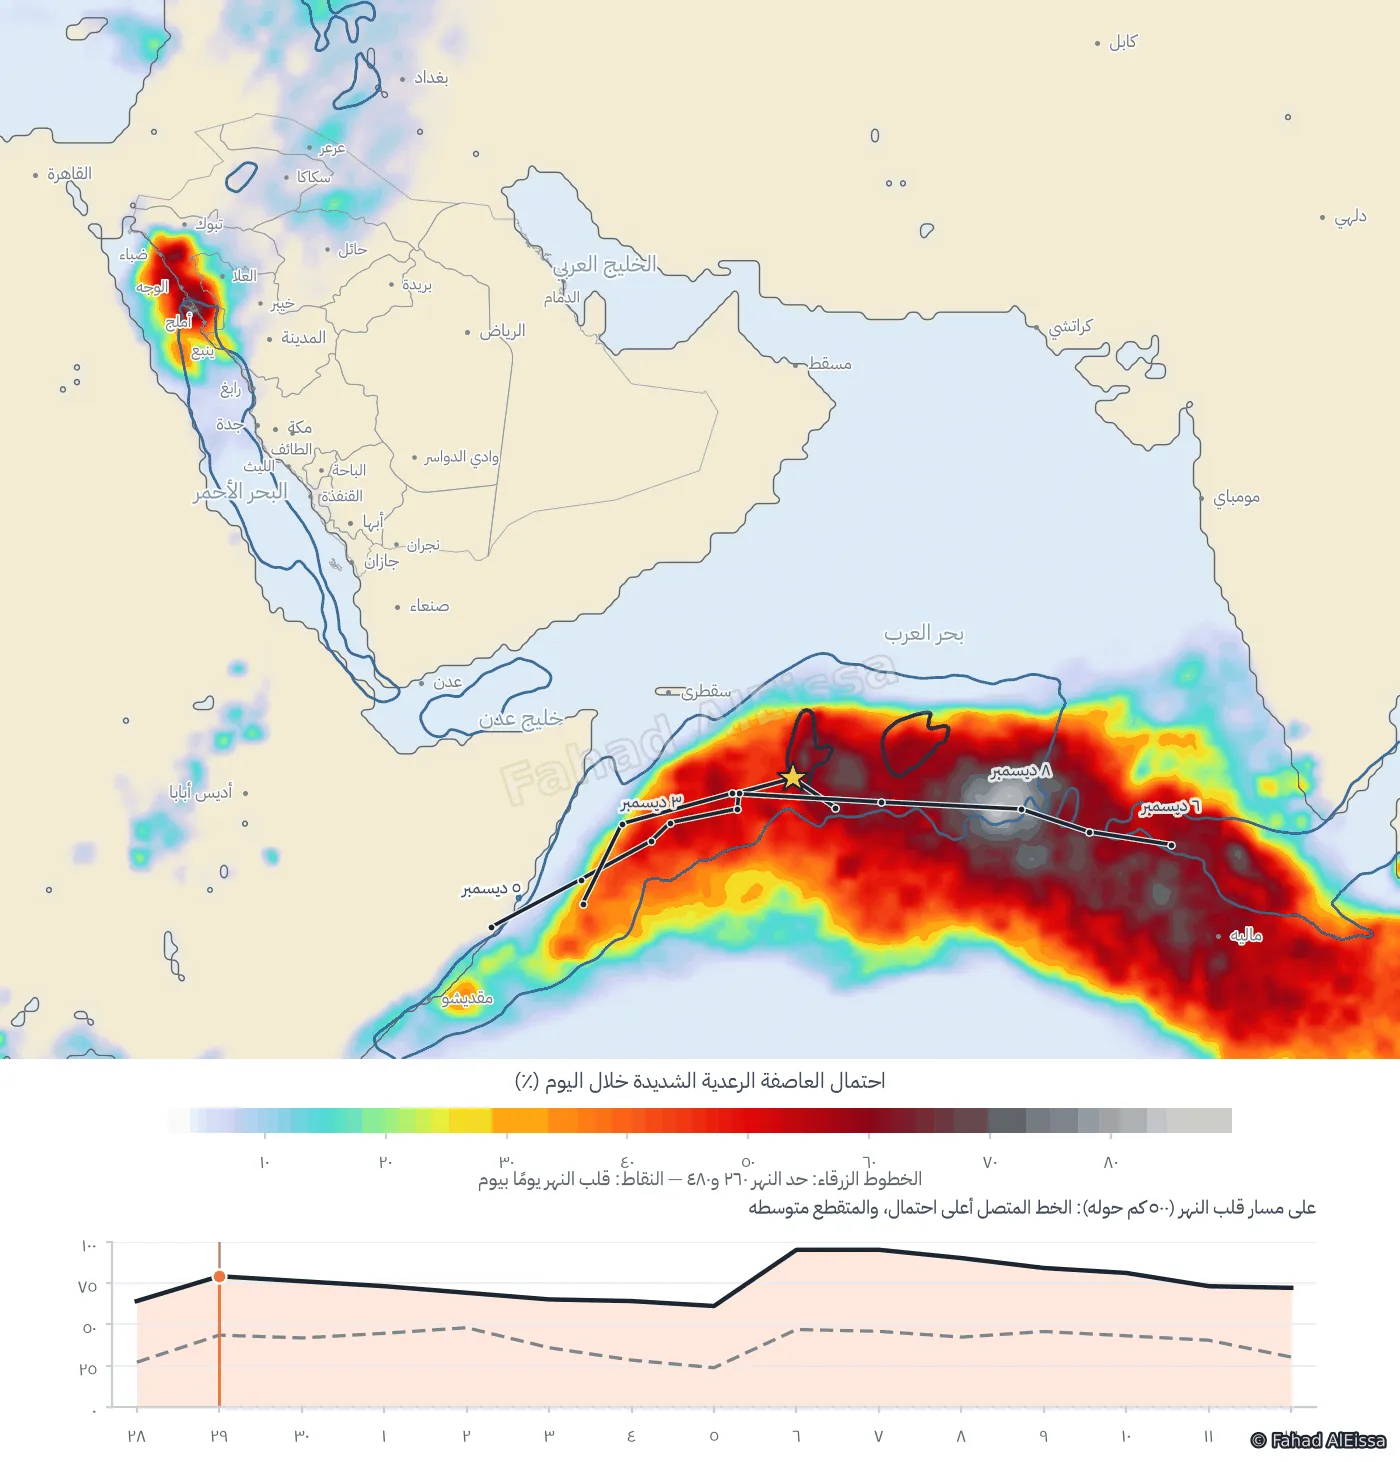 كابل
بغداد
عرعر
القاهرة
سكاكا
دلهي
تبوك
ضباء
حائل
الخليج العربي
العلا
الوجه
بريدة
الدمام
خيبر
أملج
الرياض
كراتشي
المدينة
ينبع
مسقط
رابغ
جدة
مكة
الطائف
وادي الدواسر
الليث
الباحة
البحر الأحمر
القنفذة
مومباي
أبها
نجران
جازان
صنعاء
بحر العرب
عدن
سقطرى
خليج عدن
Fahad AlEissa
٨ ديسمبر
أديس أبابا
٣ ديسمبر
٦ ديسمبر
٥ ديسمبر
ماليه
مقديشو
احتمال العاصفة الرعدية الشديدة خلال اليوم (٪)
١٠ ٢٠ ٣٠ ٤٠ ٥٠ ٦٠ ٧٠ ٨٠
الخطوط الزرقاء: حد النهر ٢٦٠ و٤٨٠ — النقاط: قلب النهر يومًا بيوم
على مسار قلب النهر (٥٠٠ كم حوله): الخط المتصل أعلى احتمال، والمتقطع متوسطه
١٠٠
٧٥
٥٠
٢٥
٠
٢٨ ٢٩ ٣٠ ١ ٢ ٣ ٤ ٥ ٦ ٧ ٨ ٩ ١٠ ١١
© Fahad AlEissa